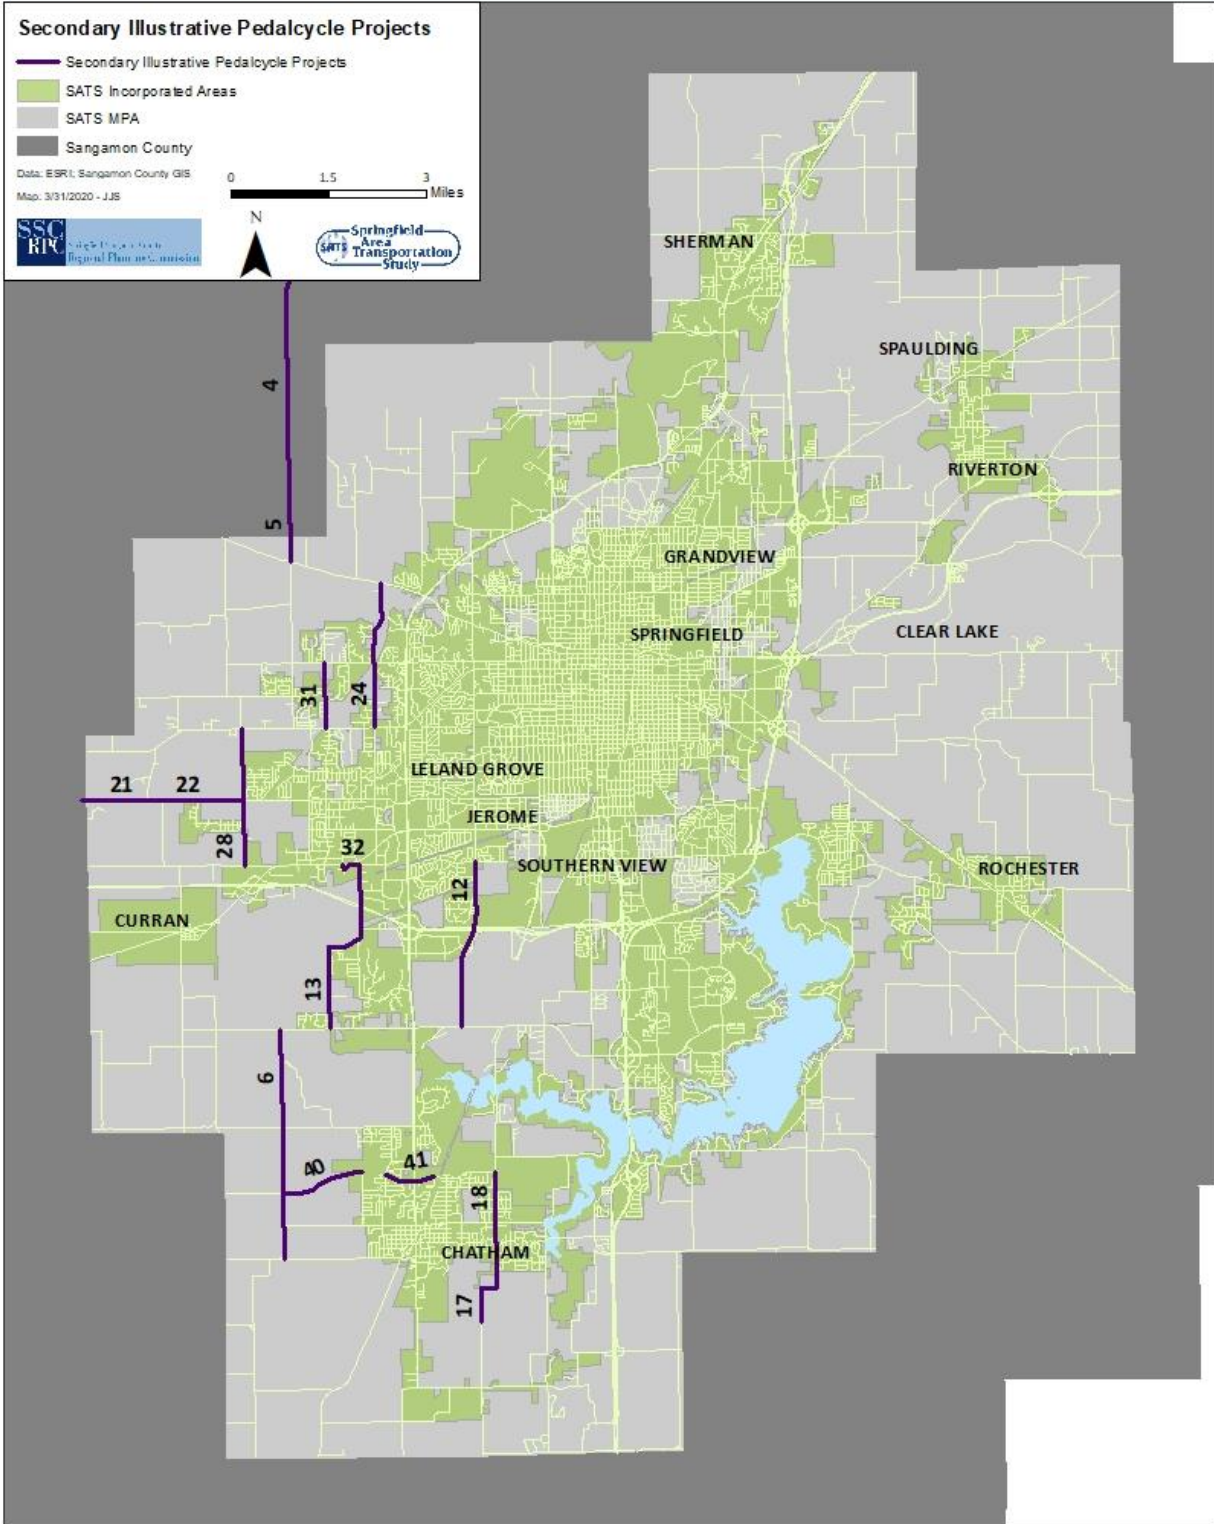 Secondary Illustrative Pedalcycle Projects
Secondary Illustrative Pedalcycle Projects
SATS Incorporated Areas
SATS MPA
Sangamon County
Data: ESRI, Sangamon County GIS
Map: 3/31/2020 - JJS
0 1.5 3
Miles
N
SSC
RPC
Regional Planning Commission
SATS
Springfield
Area
Transportation
Study
SHERMAN
SPAULDING
4
RIVERTON
5
GRANDVIEW
SPRINGFIELD
CLEAR LAKE
31
24
LELAND GROVE
21
22
JEROME
28
32
SOUTHERN VIEW
ROCHESTER
12
CURRAN
13
6
40
41
18
CHATHAM
17